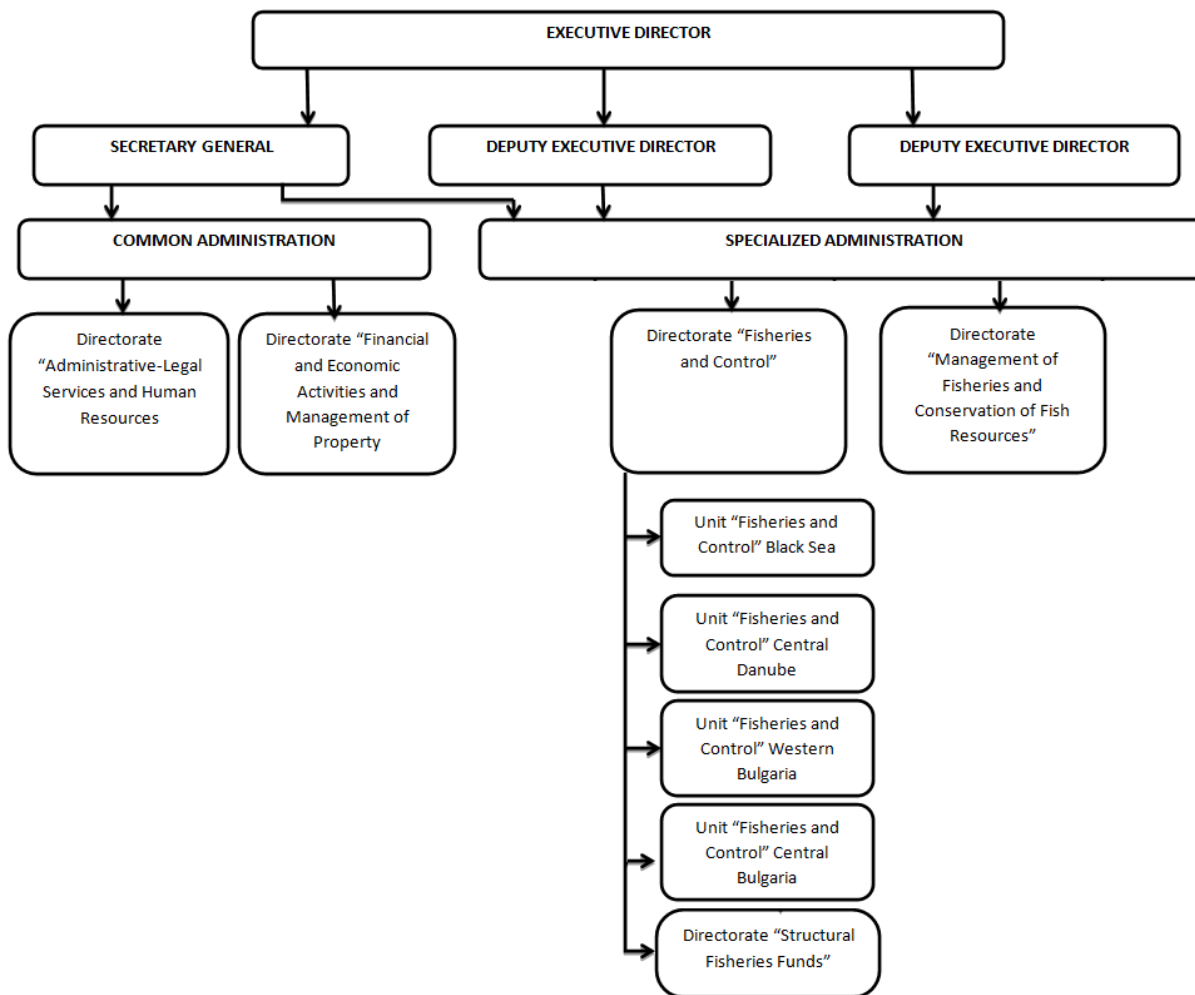 EXECUTIVE DIRECTOR
SECRETARY GENERAL
DEPUTY EXECUTIVE DIRECTOR
DEPUTY EXECUTIVE DIRECTOR
COMMON ADMINISTRATION
SPECIALIZED ADMINISTRATION
Directorate
“Administrative-Legal
Services and Human
Resources
Directorate “Financial
and Economic
Activities and
Management of
Property
Directorate “Fisheries
and Control”
Directorate
“Management of
Fisheries and
Conservation of Fish
Resources”
Unit “Fisheries and
Control” Black Sea
Unit “Fisheries and
Control” Central
Danube
Unit “Fisheries and
Control” Western
Bulgaria
Unit “Fisheries and
Control” Central
Bulgaria
Directorate “Structural
Fisheries Funds”